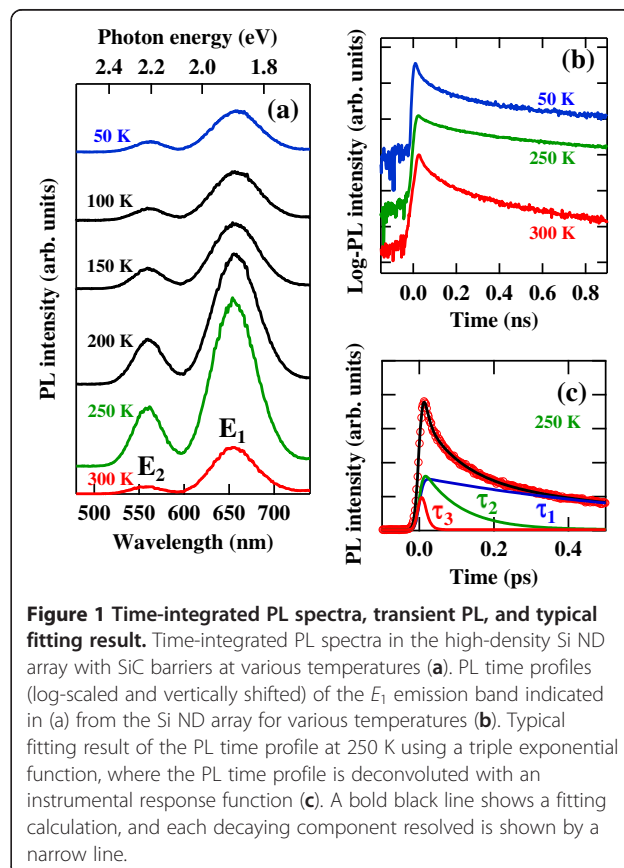 Photon energy (eV)
2.4 2.2 2.0 1.8
(a)
50 K
100 K
150 K
200 K
250 K
300 K
E2
E1
PL intensity (arb. units)
500 550 600 650 700
Wavelength (nm)
(b)
50 K
250 K
300 K
Log-PL intensity (arb. units)
0.0 0.2 0.4 0.6 0.8
Time (ns)
(c)
250 K
τ3
τ2
τ1
PL intensity (arb. units)
0.0 0.2 0.4
Time (ps)
Figure 1 Time-integrated PL spectra, transient PL, and typical
fitting result. Time-integrated PL spectra in the high-density Si ND
array with SiC barriers at various temperatures (a). PL time profiles
(log-scaled and vertically shifted) of the E1 emission band indicated
in (a) from the Si ND array for various temperatures (b). Typical
fitting result of the PL time profile at 250 K using a triple exponential
function, where the PL time profile is deconvoluted with an
instrumental response function (c). A bold black line shows a fitting
calculation, and each decaying component resolved is shown by a
narrow line.